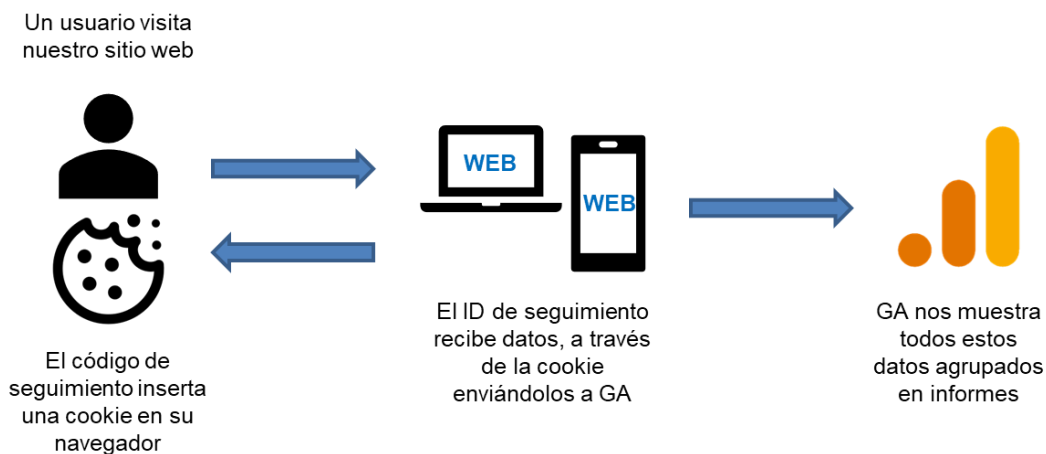 Un usuario visita
nuestro sitio web
WEB
WEB
El código de
seguimiento inserta
una cookie en su
navegador
El ID de seguimiento
recibe datos, a través
de la cookie
enviándolos a GA
GA nos muestra
todos estos
datos agrupados
en informes